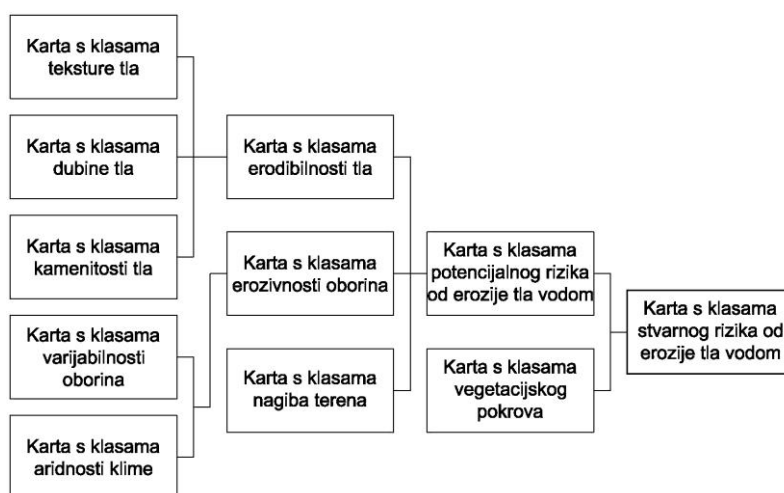 Karta s klasama
teksture tla
Karta s klasama
dubine tla
Karta s klasama
kamenitosti tla
Karta s klasama
varijabilnosti
oborina
Karta s klasama
aridnosti klime
Karta s klasama
erodibilnosti tla
Karta s klasama
erozivnosti oborina
Karta s klasama
nagiba terena
Karta s klasama
potencijalnog rizika
od erozije tla vodom
Karta s klasama
vegetacijskog
pokrova
Karta s klasama
stvarnog rizika od
erozije tla vodom